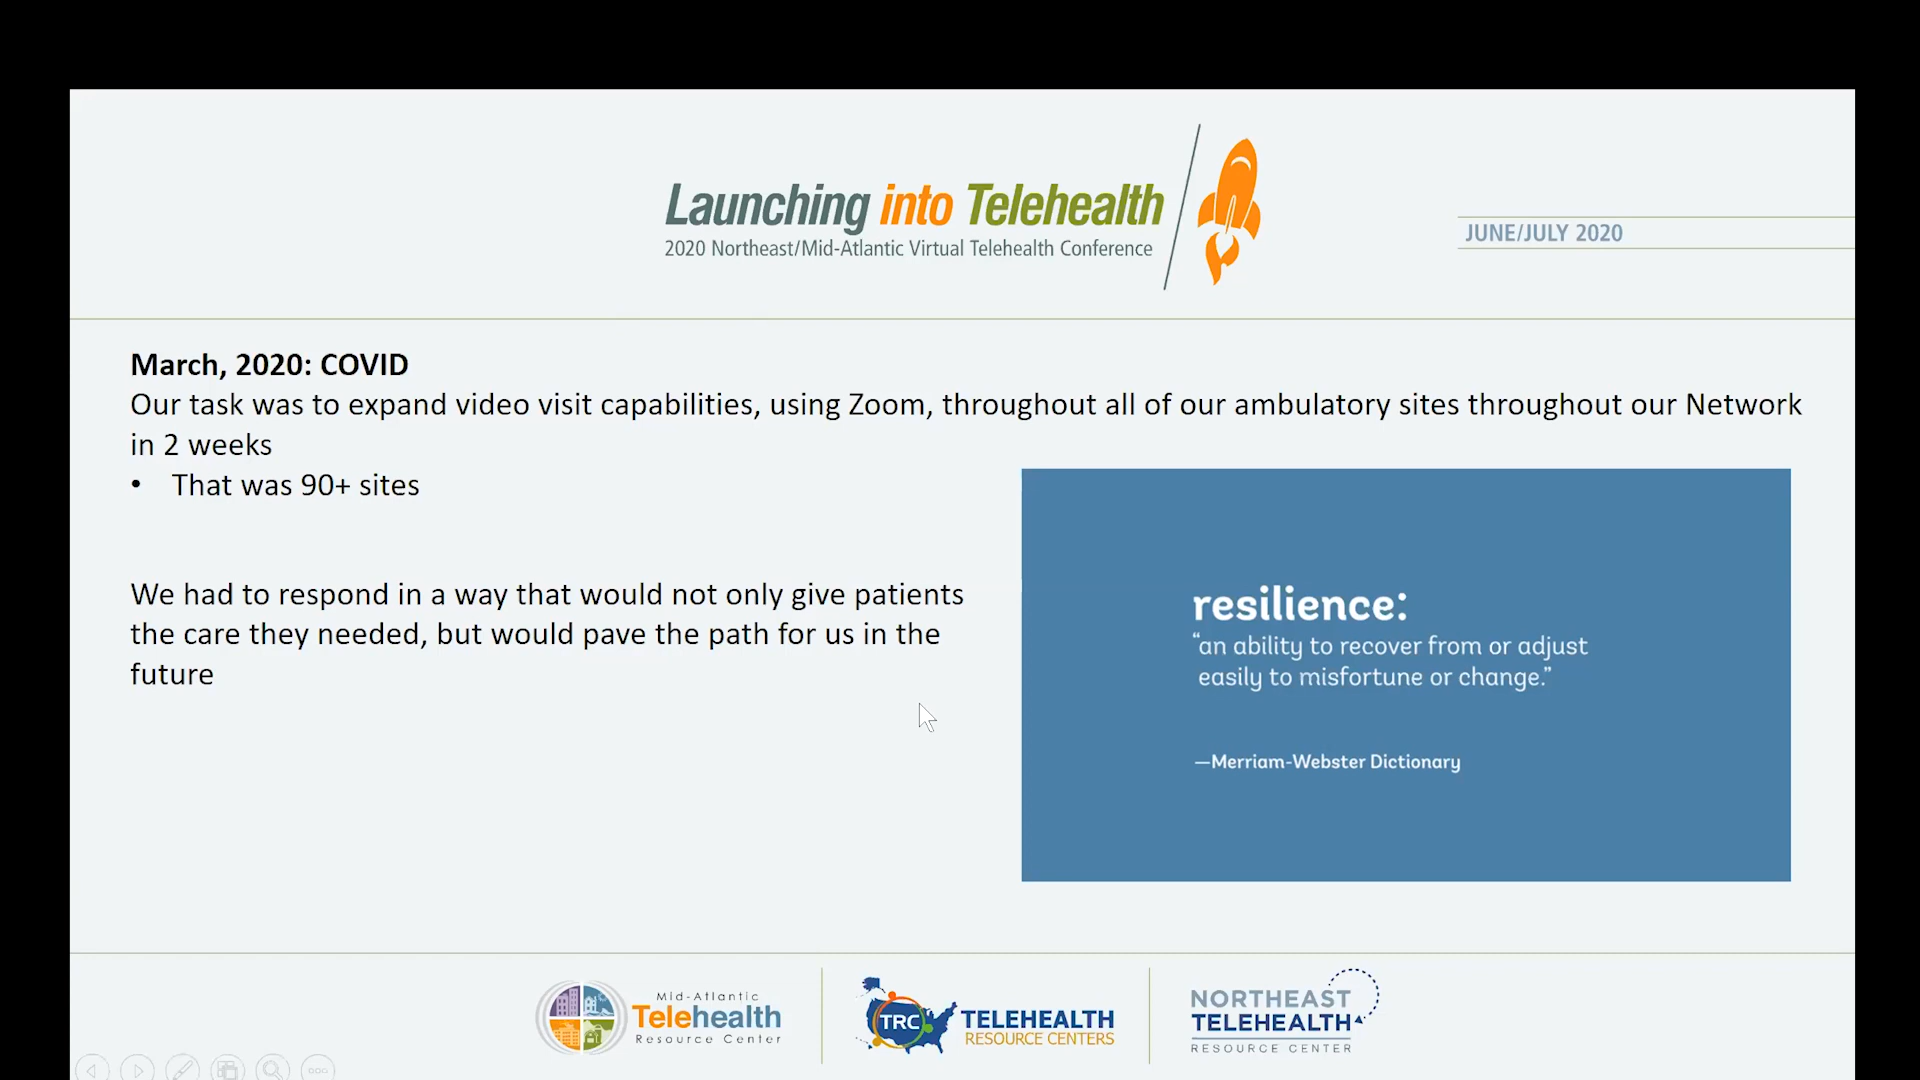 Launching into Telehealth
2020 Northeast/Mid-Atlantic Virtual Telehealth Conference
JUNE/JULY 2020
March, 2020: COVID
Our task was to expand video visit capabilities, using Zoom, throughout all of our ambulatory sites throughout our Network
in 2 weeks
• That was 90+ sites
We had to respond in a way that would not only give patients
the care they needed, but would pave the path for us in the
future
resilience:
“an ability to recover from or adjust
easily to misfortune or change.”
—Merriam-Webster Dictionary
Mid-Atlantic
Telehealth
Resource Center
TRC
TELEHEALTH
RESOURCE CENTERS
NORTHEAST
TELEHEALTH
RESOURCE CENTER